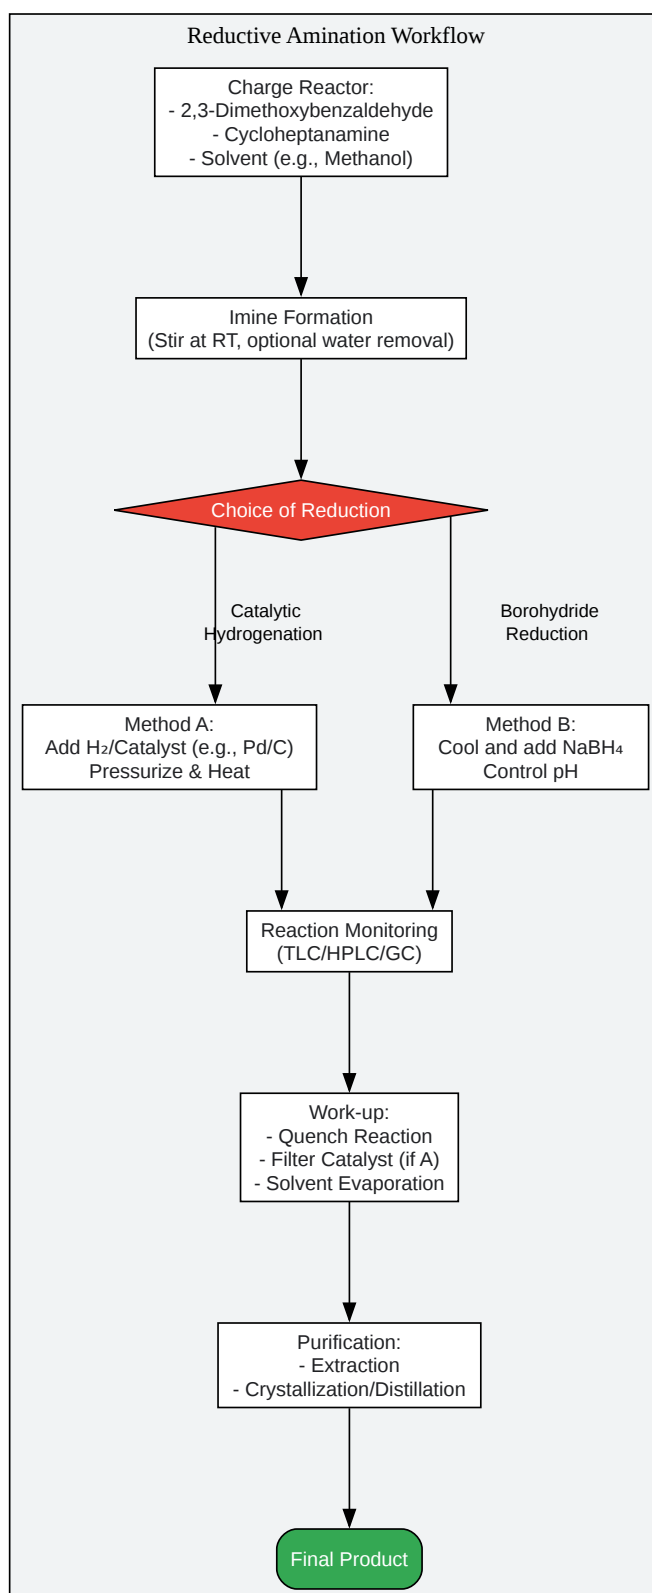 Reductive Amination Workflow
Charge Reactor:
- 2,3-Dimethoxybenzaldehyde
- Cycloheptanamine
- Solvent (e.g., Methanol)
Imine Formation
(Stir at RT, optional water removal)
Choice of Reduction
Catalytic
Hydrogenation
Borohydride
Reduction
Method A:
Add H₂/Catalyst (e.g., Pd/C)
Pressurize & Heat
Method B:
Cool and add NaBH₄
Control pH
Reaction Monitoring
(TLC/HPLC/GC)
Work-up:
- Quench Reaction
- Filter Catalyst (if A)
- Solvent Evaporation
Purification:
- Extraction
- Crystallization/Distillation
Final Product